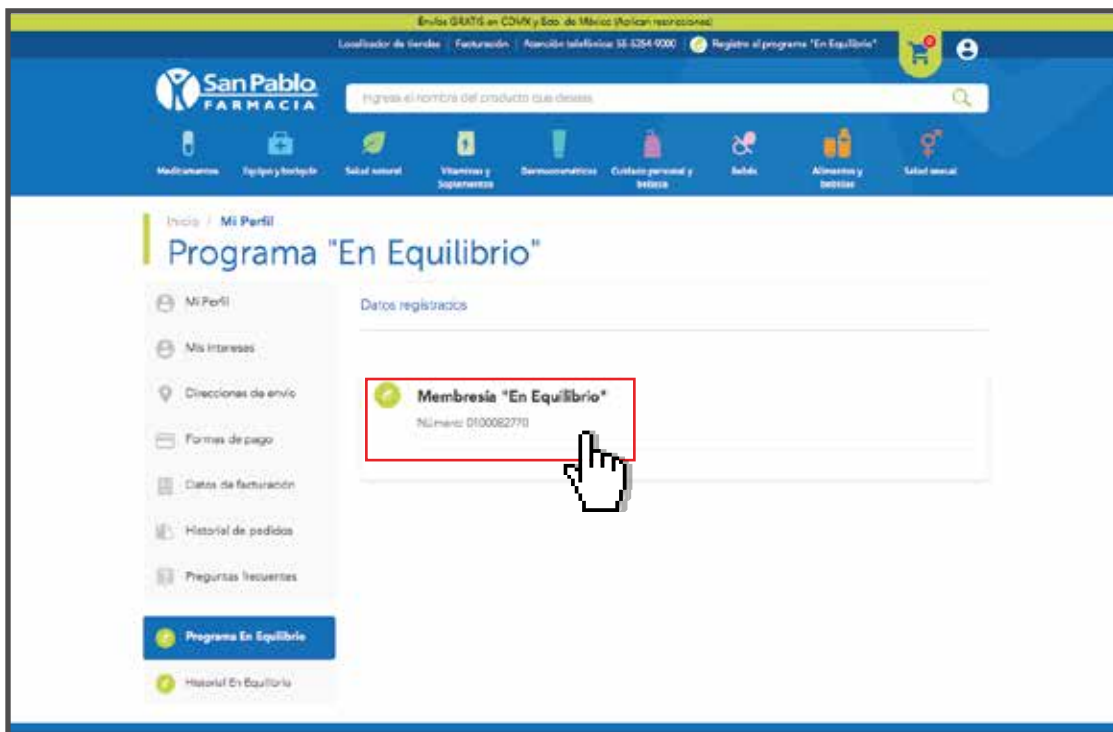 Envíos GRATIS en CDMX y Edo. de México (Aplican restricciones)
Localizador de tiendas Facturación Atención telefónica: 55 5354 9000 Registro al programa "En Equilibrio"
0
San Pablo
FARMACIA
Ingresa el nombre del producto que deseas
Medicamentos
Equipo y botiquín
Salud natural
Vitaminas y
Suplementos
Dermocosméticos
Cuidado personal y
belleza
Bebés
Alimentos y
bebidas
Salud sexual
Inicio / Mi Perfil
Programa "En Equilibrio"
Mi Perfil
Mis intereses
Direcciones de envío
Formas de pago
Datos de facturación
Historial de pedidos
Preguntas frecuentes
Programa En Equilibrio
Historial En Equilibrio
Datos registrados
Membresía "En Equilibrio"
Número: 0100082770